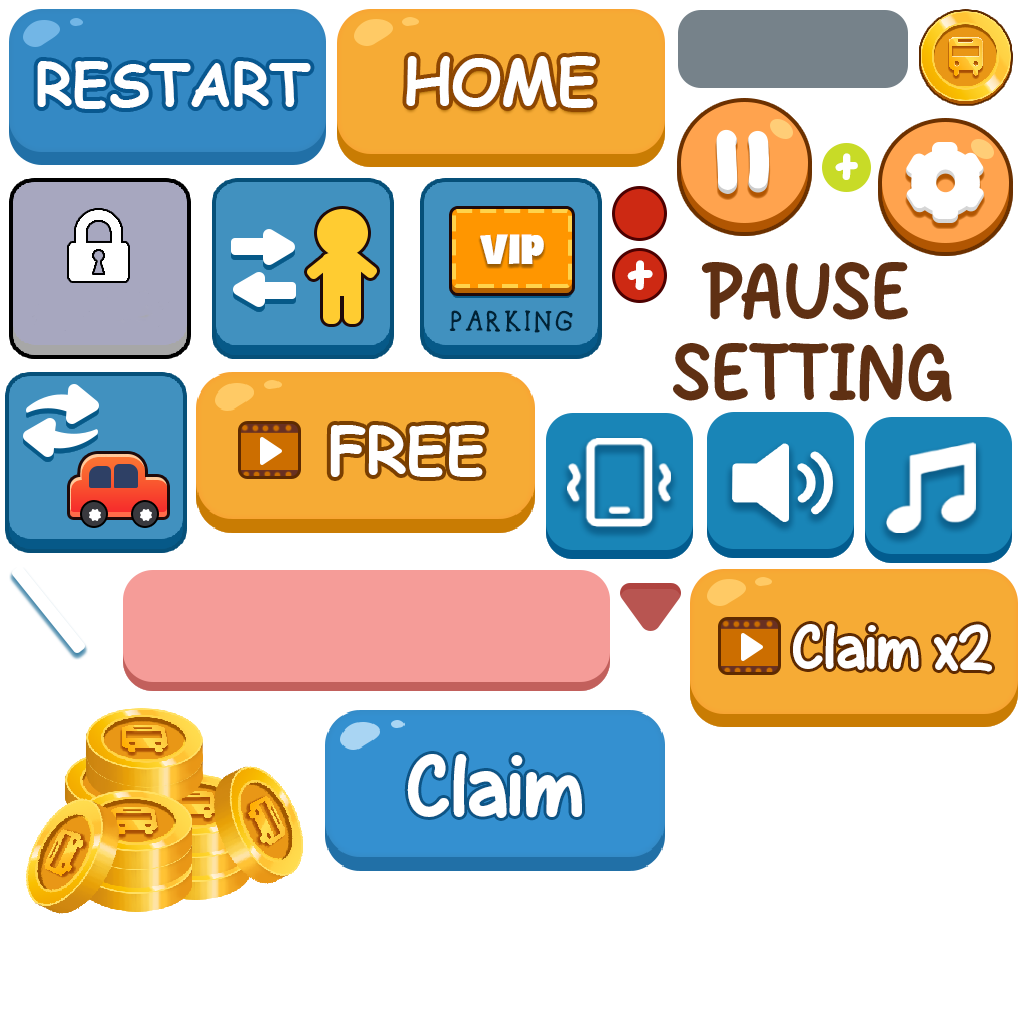 RESTART
HOME
VIP
PARKING
PAUSE
SETTING
FREE
Claim x2
Claim